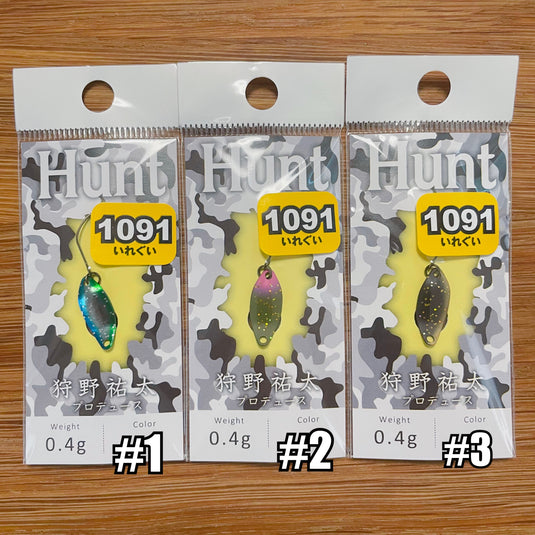 Hunt
1091
いれぐい
狩野祐太
プロデュース
Weight
Color
0.4g
#1
Hunt
1091
いれぐい
狩野祐太
プロデュース
Weight
Color
0.4g
#2
Hunt
1091
いれぐい
狩野祐太
プロデュース
Weight
Color
0.4g
#3